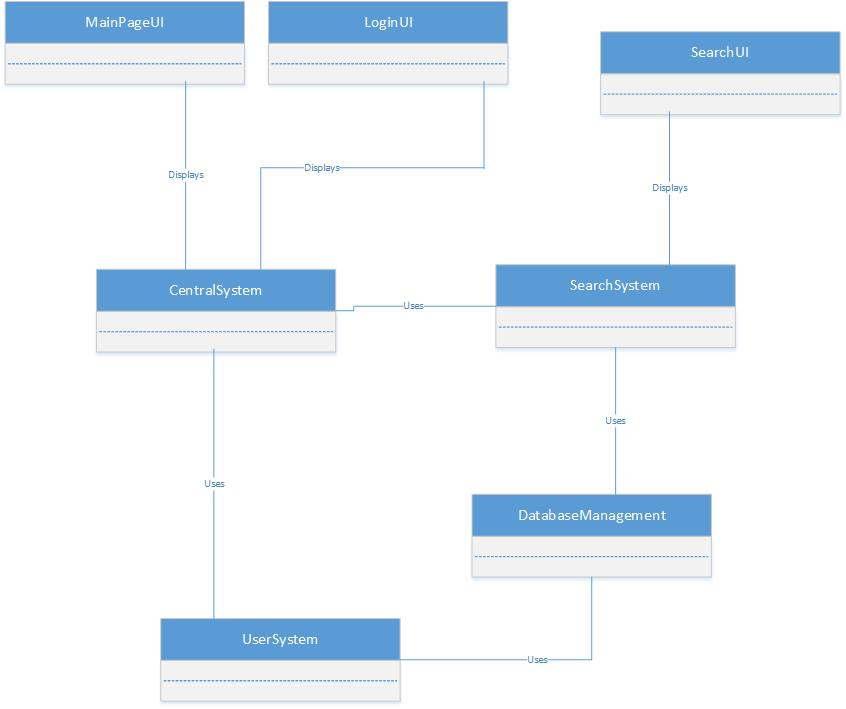 MainPageUI
LoginUI
SearchUI
Displays
Displays
Displays
CentralSystem
SearchSystem
Uses
Uses
Uses
DatabaseManagement
UserSystem
Uses